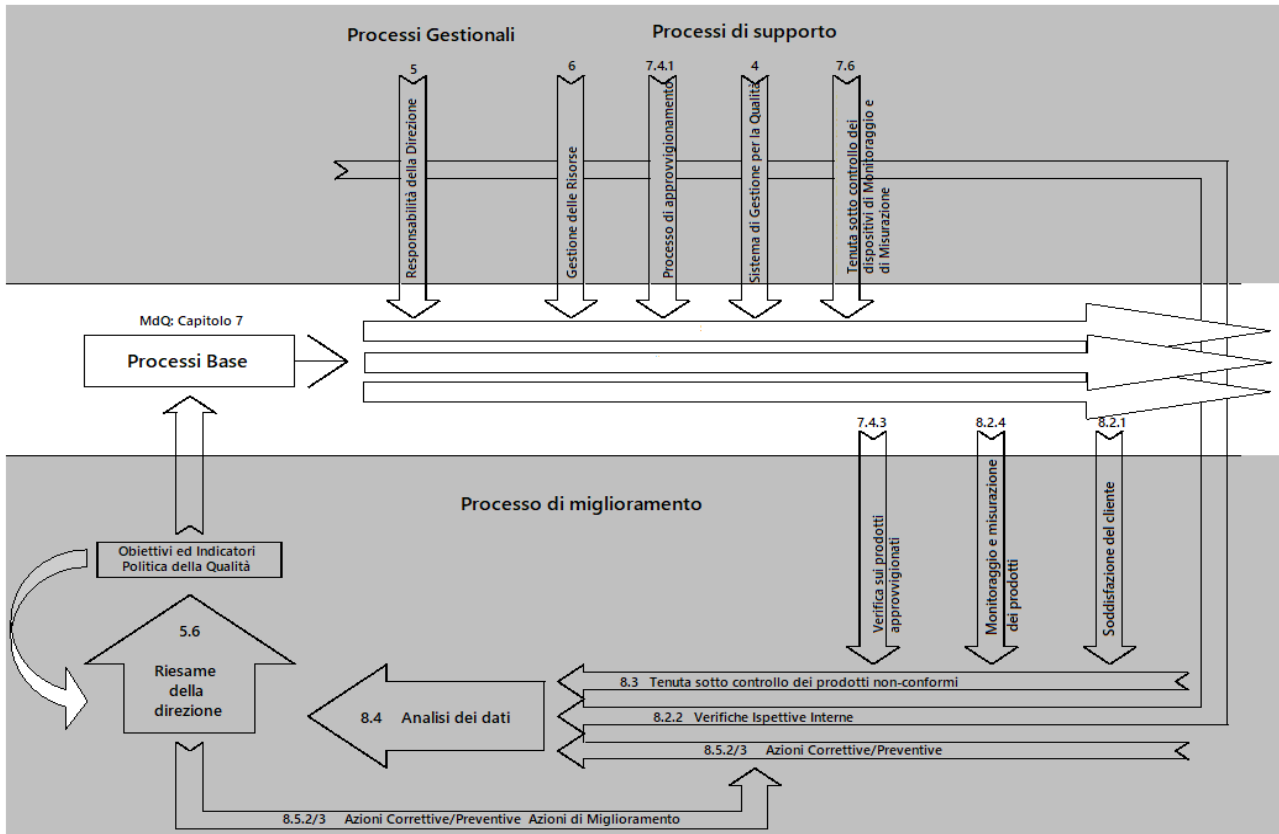 Processi Gestionali
Processi di supporto
5
6
7.4.1
4
7.6
Responsabilità della Direzione
Gestione delle Risorse
Processo di approvvigionamento
Sistema di Gestione per la Qualità
Tenuta sotto controllo dei
dispositivi di Monitoraggio e
di Misurazione
MdQ: Capitolo 7
Processi Base
7.4.3
8.2.4
8.2.1
Processo di miglioramento
Verifica sui prodotti
approvvigionati
Monitoraggio e misurazione
dei prodotti
Soddisfazione del cliente
Obiettivi ed Indicatori
Politica della Qualità
5.6
Riesame
della
direzione
8.4 Analisi dei dati
8.3 Tenuta sotto controllo dei prodotti non-conformi
8.2.2 Verifiche Ispettive Interne
8.5.2/3 Azioni Correttive/Preventive
8.5.2/3 Azioni Correttive/Preventive Azioni di Miglioramento